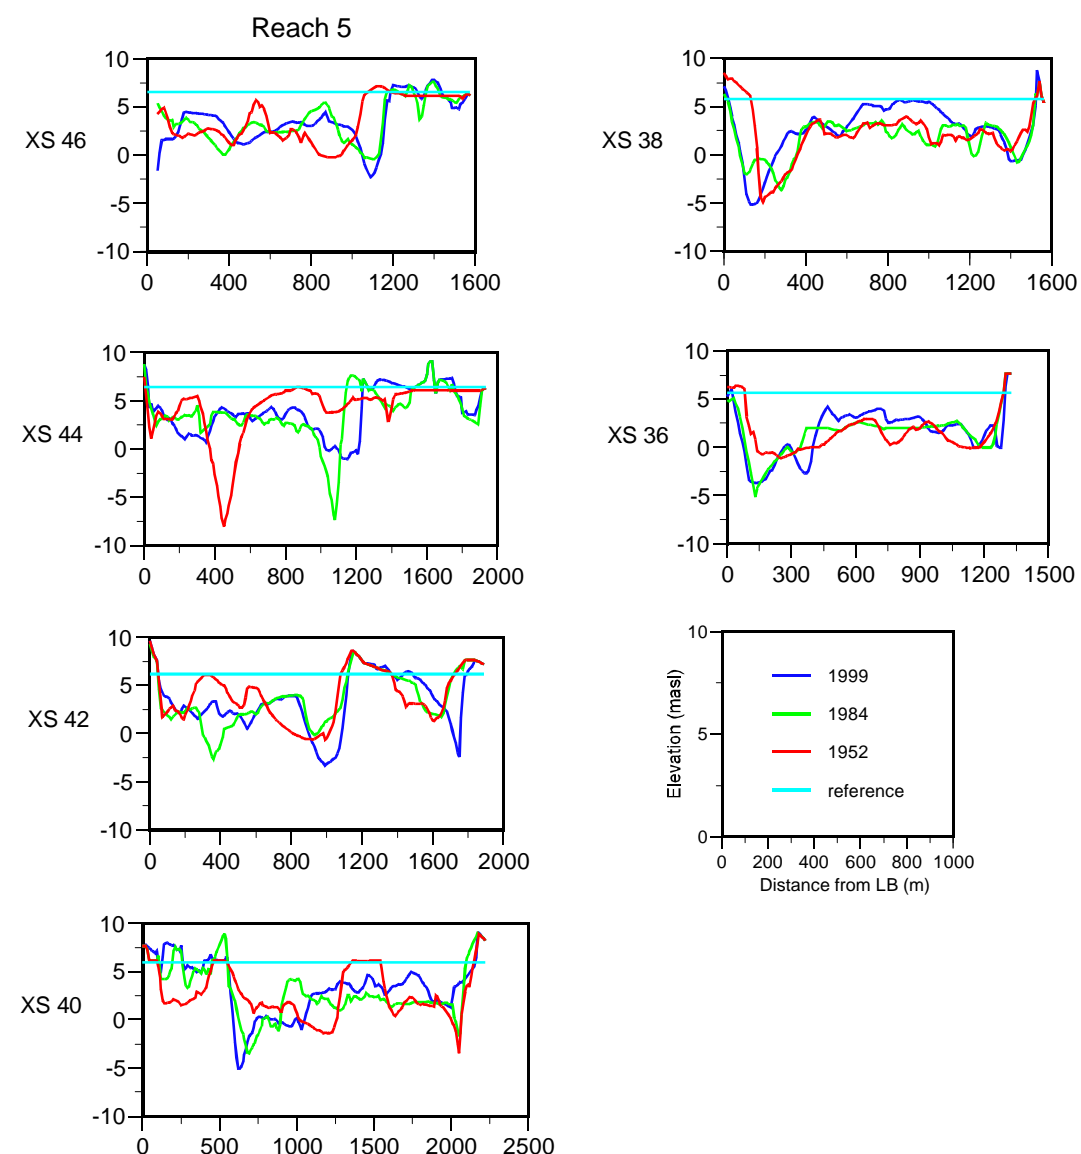 Reach 5
10
5
0
-5
-10
XS 46
0 400 800 1200 1600
10
5
0
-5
-10
XS 38
0 400 800 1200 1600
10
5
0
-5
-10
XS 44
0 400 800 1200 1600 2000
10
5
0
-5
-10
XS 36
0 300 600 900 1200 1500
10
5
0
-5
-10
XS 42
0 400 800 1200 1600 2000
10
5
0
Elevation (masl)
1999
1984
1952
reference
0 200 400 600 800 1000
Distance from LB (m)
10
5
0
-5
-10
XS 40
0 500 1000 1500 2000 2500